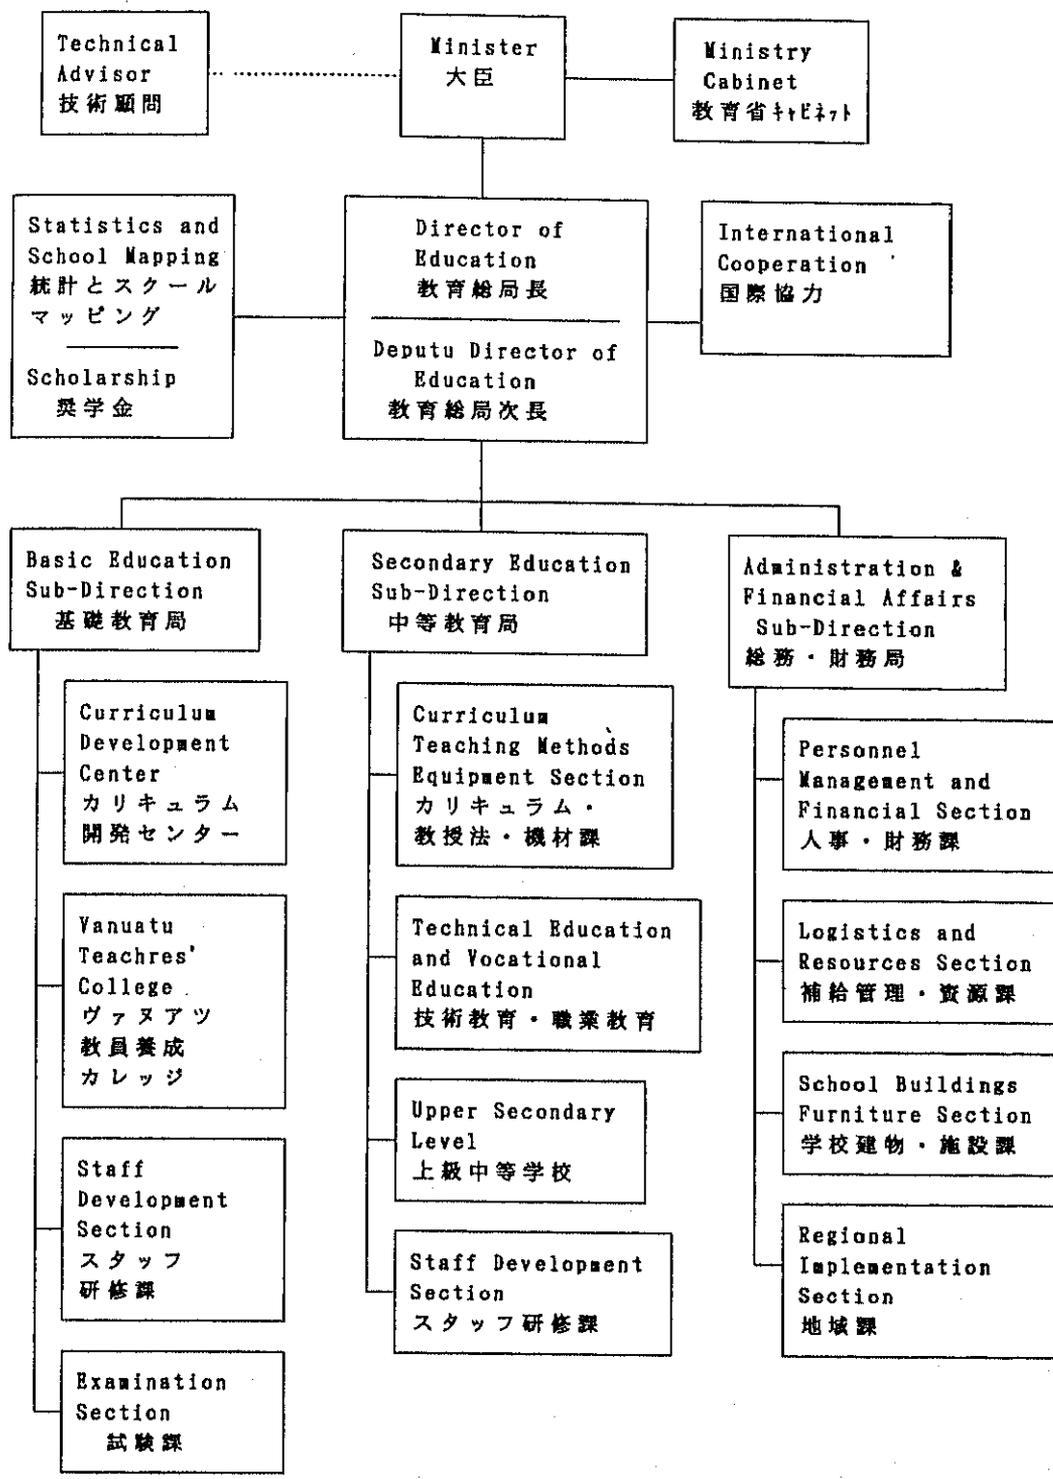 Technical
Advisor
技術顧問
Minister
大臣
Ministry
Cabinet
教育省ｷｬﾋﾞﾈｯﾄ
Statistics and
School Mapping
統計とスクール
マッピング
Scholarship
奨学金
Director of
Education
教育総局長
Deputu Director of
Education
教育総局次長
International
Cooperation
国際協力
Basic Education
Sub-Direction
基礎教育局
Curriculum
Development
Center
カリキュラム
開発センター
Vanuatu
Teachres'
College
ヴァヌアツ
教員養成
カレッジ
Staff
Development
Section
スタッフ
研修課
Examination
Section
試験課
Secondary Education
Sub-Direction
中等教育局
Curriculum
Teaching Methods
Equipment Section
カリキュラム・
教授法・機材課
Technical Education
and Vocational
Education
技術教育・職業教育
Upper Secondary
Level
上級中等学校
Staff Development
Section
スタッフ研修課
Administration &
Financial Affairs
Sub-Direction
総務・財務局
Personnel
Management and
Financial Section
人事・財務課
Logistics and
Resources Section
補給管理・資源課
School Buildings
Furniture Section
学校建物・施設課
Regional
Implementation
Section
地域課